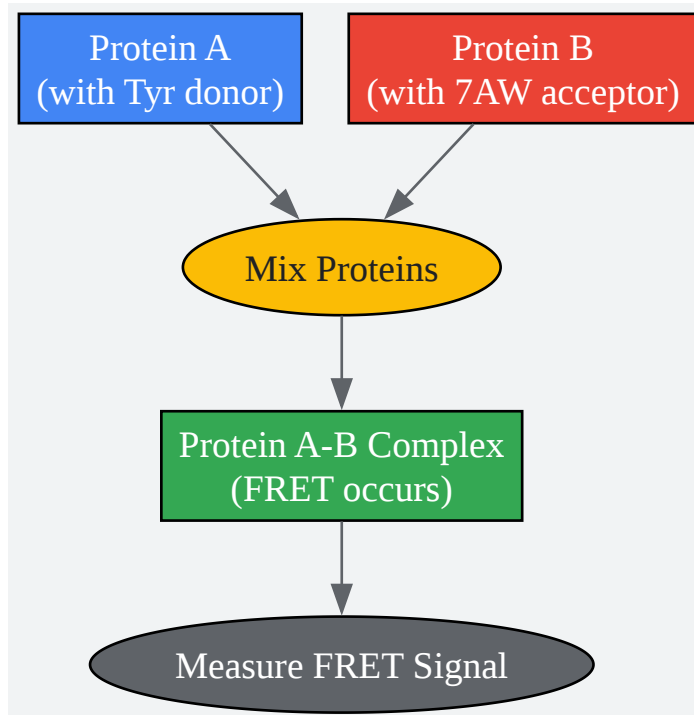 Protein A
(with Tyr donor)
Protein B
(with 7AW acceptor)
Mix Proteins
Protein A-B Complex
(FRET occurs)
Measure FRET Signal